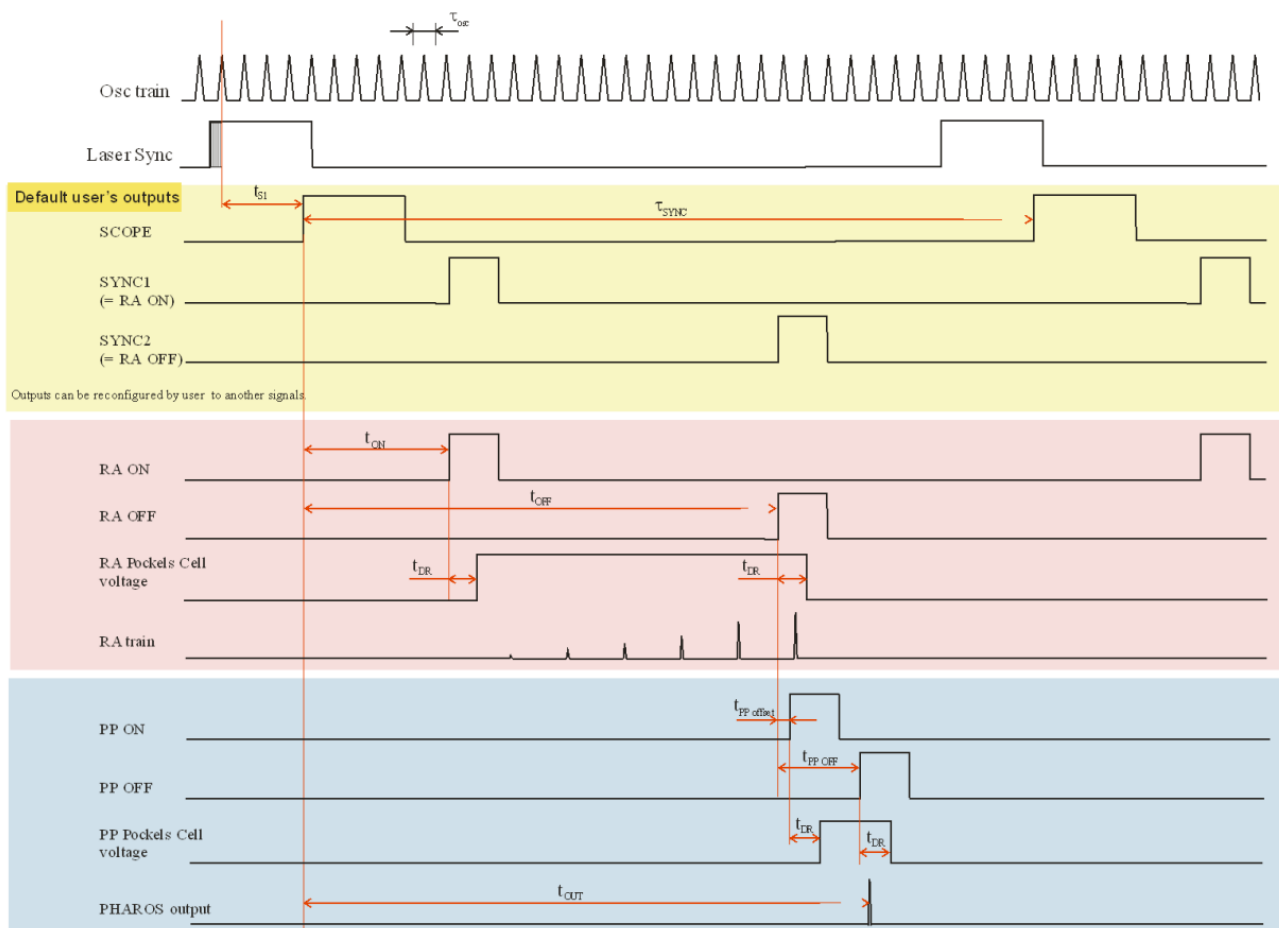 τosc
Osc train
Laser Sync
Default user's outputs
tS1
τSYNC
SCOPE
SYNC1
(= RA ON)
SYNC2
(= RA OFF)
Outputs can be reconfigured by user to another signals.
tON
RA ON
tOFF
RA OFF
RA Pockels Cell
voltage
tDR
tDR
RA train
tPP offset
PP ON
tPP OFF
PP OFF
PP Pockels Cell
voltage
tDR
tDR
tOUT
PHAROS output